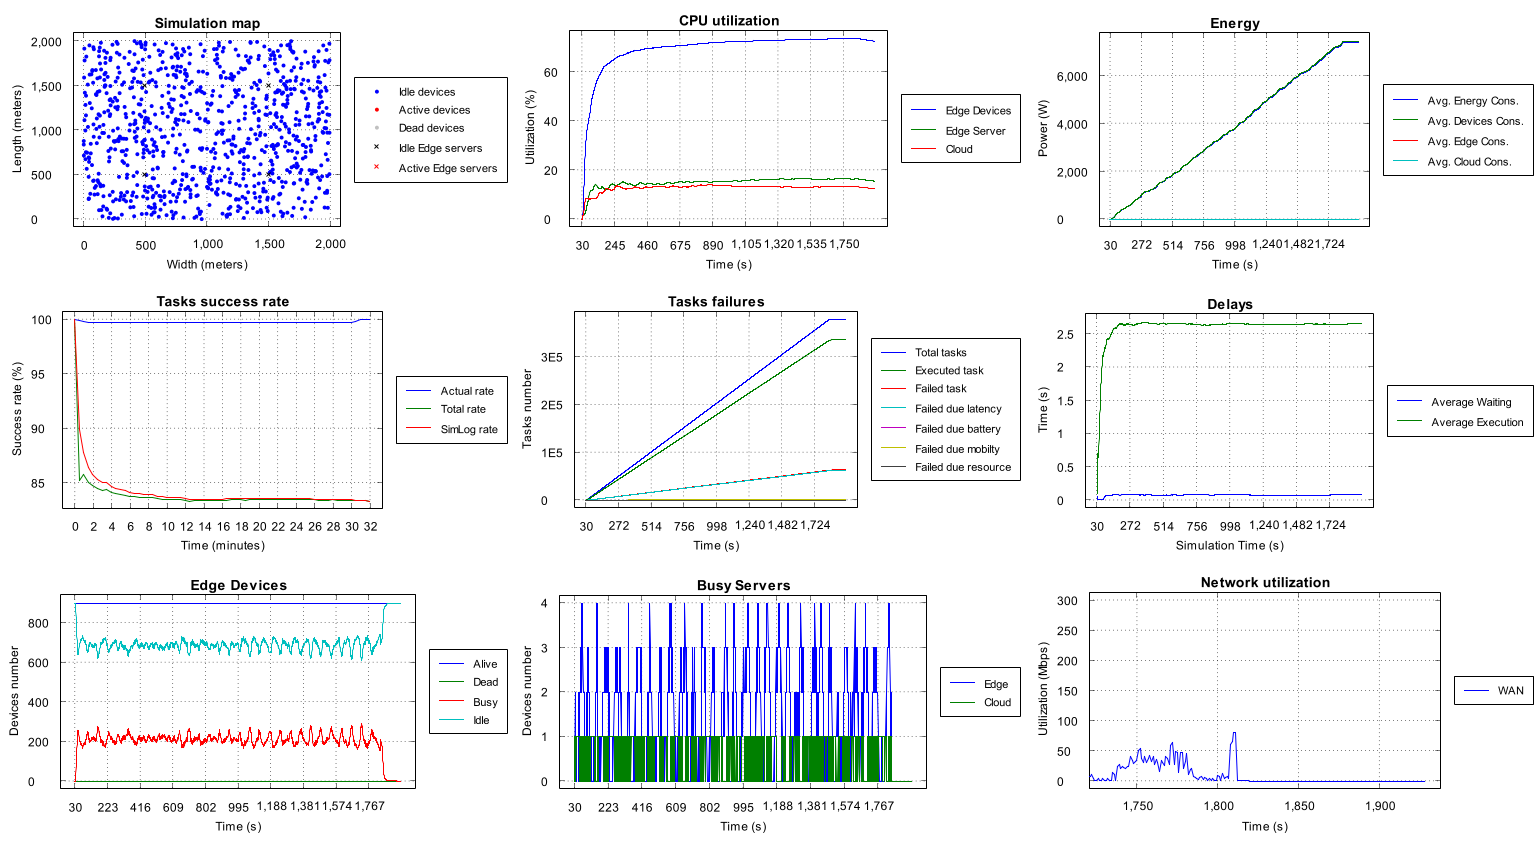 Simulation map
2,000
1,500
1,000
500
0
Length (meters)
0 500 1,000 1,500 2,000
Width (meters)
Idle devices
Active devices
Dead devices
Idle Edge servers
Active Edge servers
CPU utilization
60
40
20
0
Utilization (%)
30 245 460 675 890 1,105 1,320 1,535 1,750
Time (s)
Edge Devices
Edge Server
Cloud
Energy
6,000
4,000
2,000
0
Power (W)
30 272 514 756 998 1,240 1,482 1,724
Time (s)
Avg. Energy Cons.
Avg. Devices Cons.
Avg. Edge Cons.
Avg. Cloud Cons.
Tasks success rate
100
95
90
85
Success rate (%)
0 2 4 6 8 10 12 14 16 18 20 22 24 26 28 30 32
Time (minutes)
Actual rate
Total rate
SimLog rate
Tasks failures
3E5
2E5
1E5
0
Tasks number
30 272 514 756 998 1,240 1,482 1,724
Time (s)
Total tasks
Executed task
Failed task
Failed due latency
Failed due battery
Failed due mobilty
Failed due resource
Delays
2.5
2
1.5
1
0.5
0
Time (s)
30 272 514 756 998 1,240 1,482 1,724
Simulation Time (s)
Average Waiting
Average Execution
Edge Devices
800
600
400
200
0
Devices number
30 223 416 609 802 995 1,188 1,381 1,574 1,767
Time (s)
Alive
Dead
Busy
Idle
Busy Servers
4
3
2
1
0
Devices number
30 223 416 609 802 995 1,188 1,381 1,574 1,767
Time (s)
Edge
Cloud
Network utilization
300
250
200
150
100
50
0
Utilization (Mbps)
1,750 1,800 1,850 1,900
Time (s)
WAN